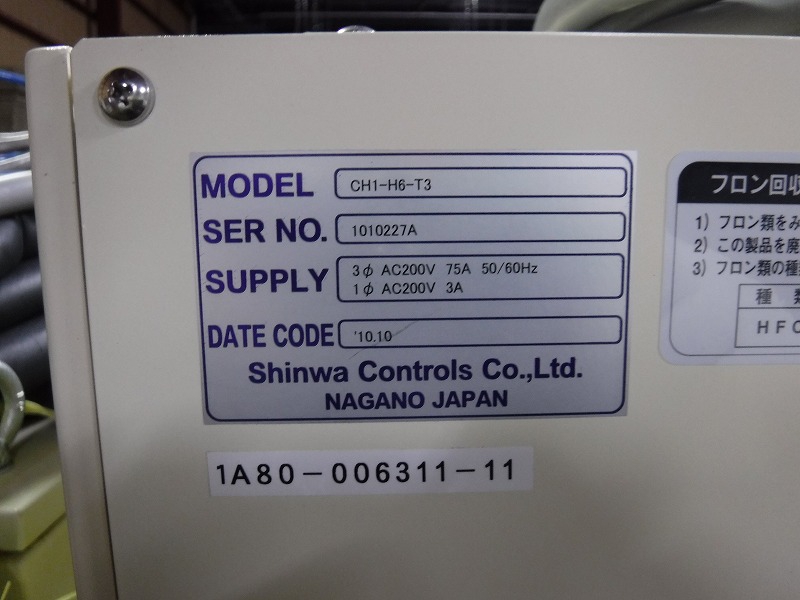 MODEL CH1-H6-T3
SER NO. 1010227A
SUPPLY 3φ AC200V 75A 50/60Hz
1φ AC200V 3A
DATE CODE '10.10
Shinwa Controls Co.,Ltd.
NAGANO JAPAN
1A80-006311-11
フロン回収
1) フロン類をみ
2) この製品を廃
3) フロン類の種
種
HFC